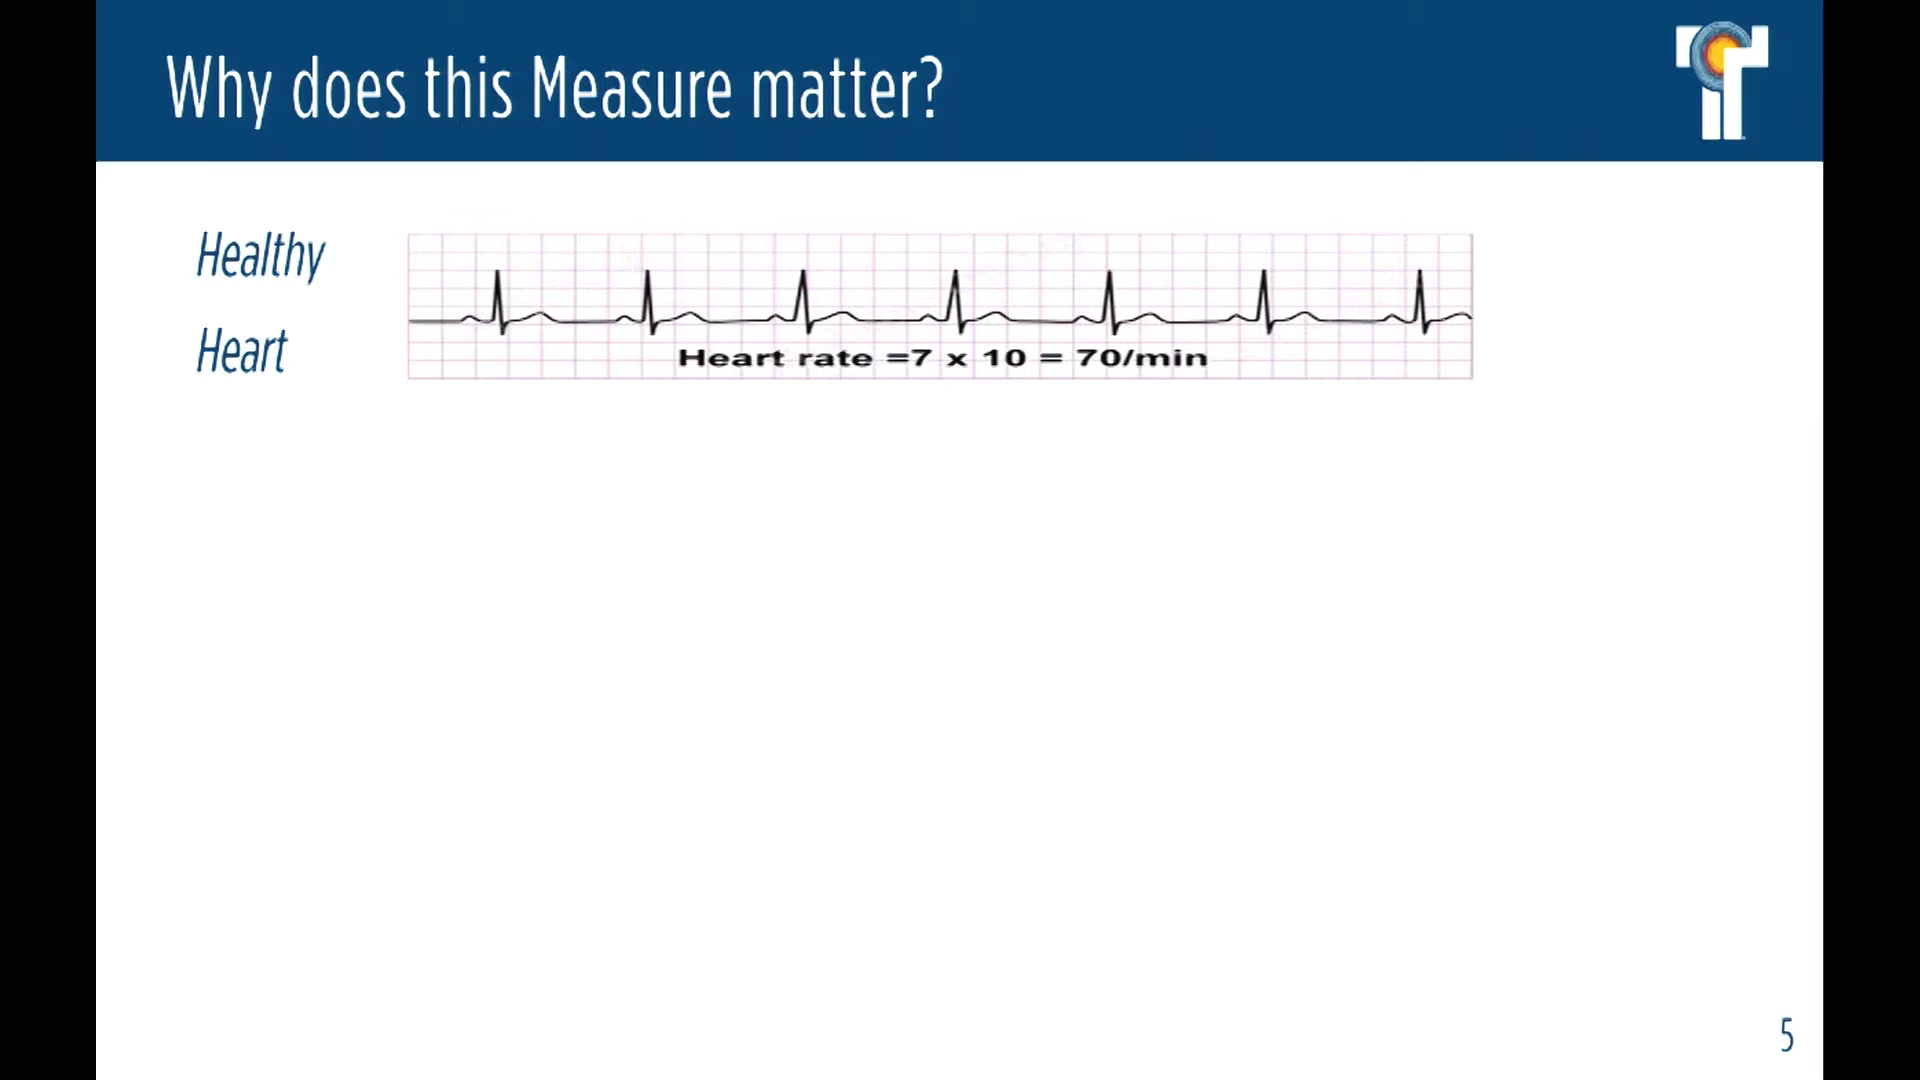 Why does this Measure matter?
Healthy
Heart
Heart rate =7 x 10 = 70/min
5